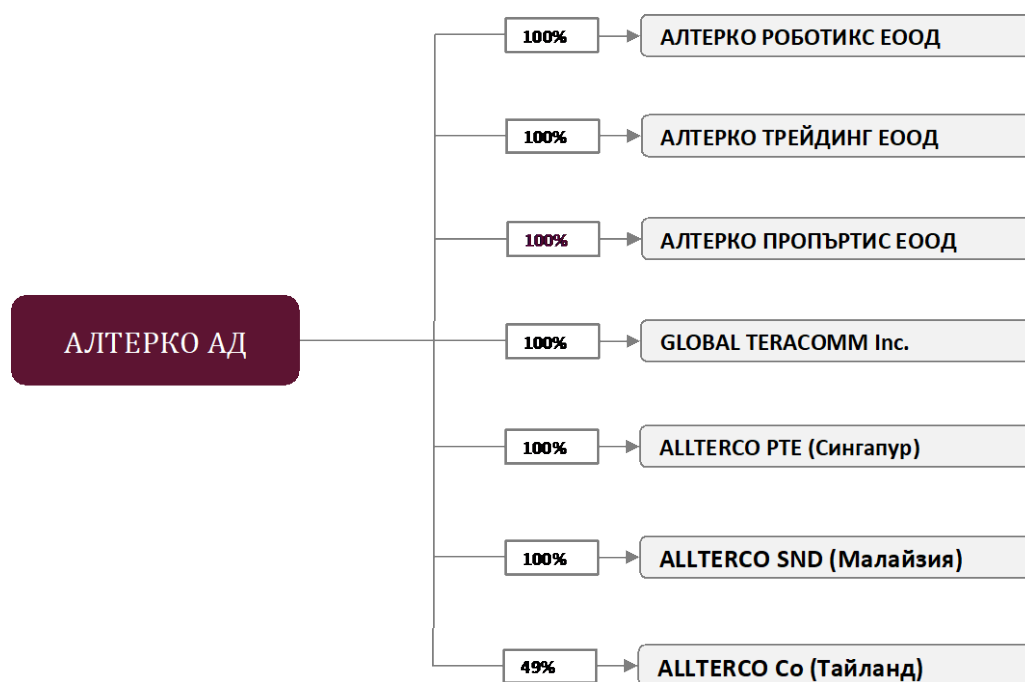 100%
АЛТЕРКО РОБОТИКС ЕООД
100%
АЛТЕРКО ТРЕЙДИНГ ЕООД
100%
АЛТЕРКО ПРОПЪРТИС ЕООД
АЛТЕРКО АД
100%
GLOBAL TERACOMM Inc.
100%
ALLTERCO PTE (Сингапур)
100%
ALLTERCO SND (Малайзия)
49%
ALLTERCO Co (Тайланд)